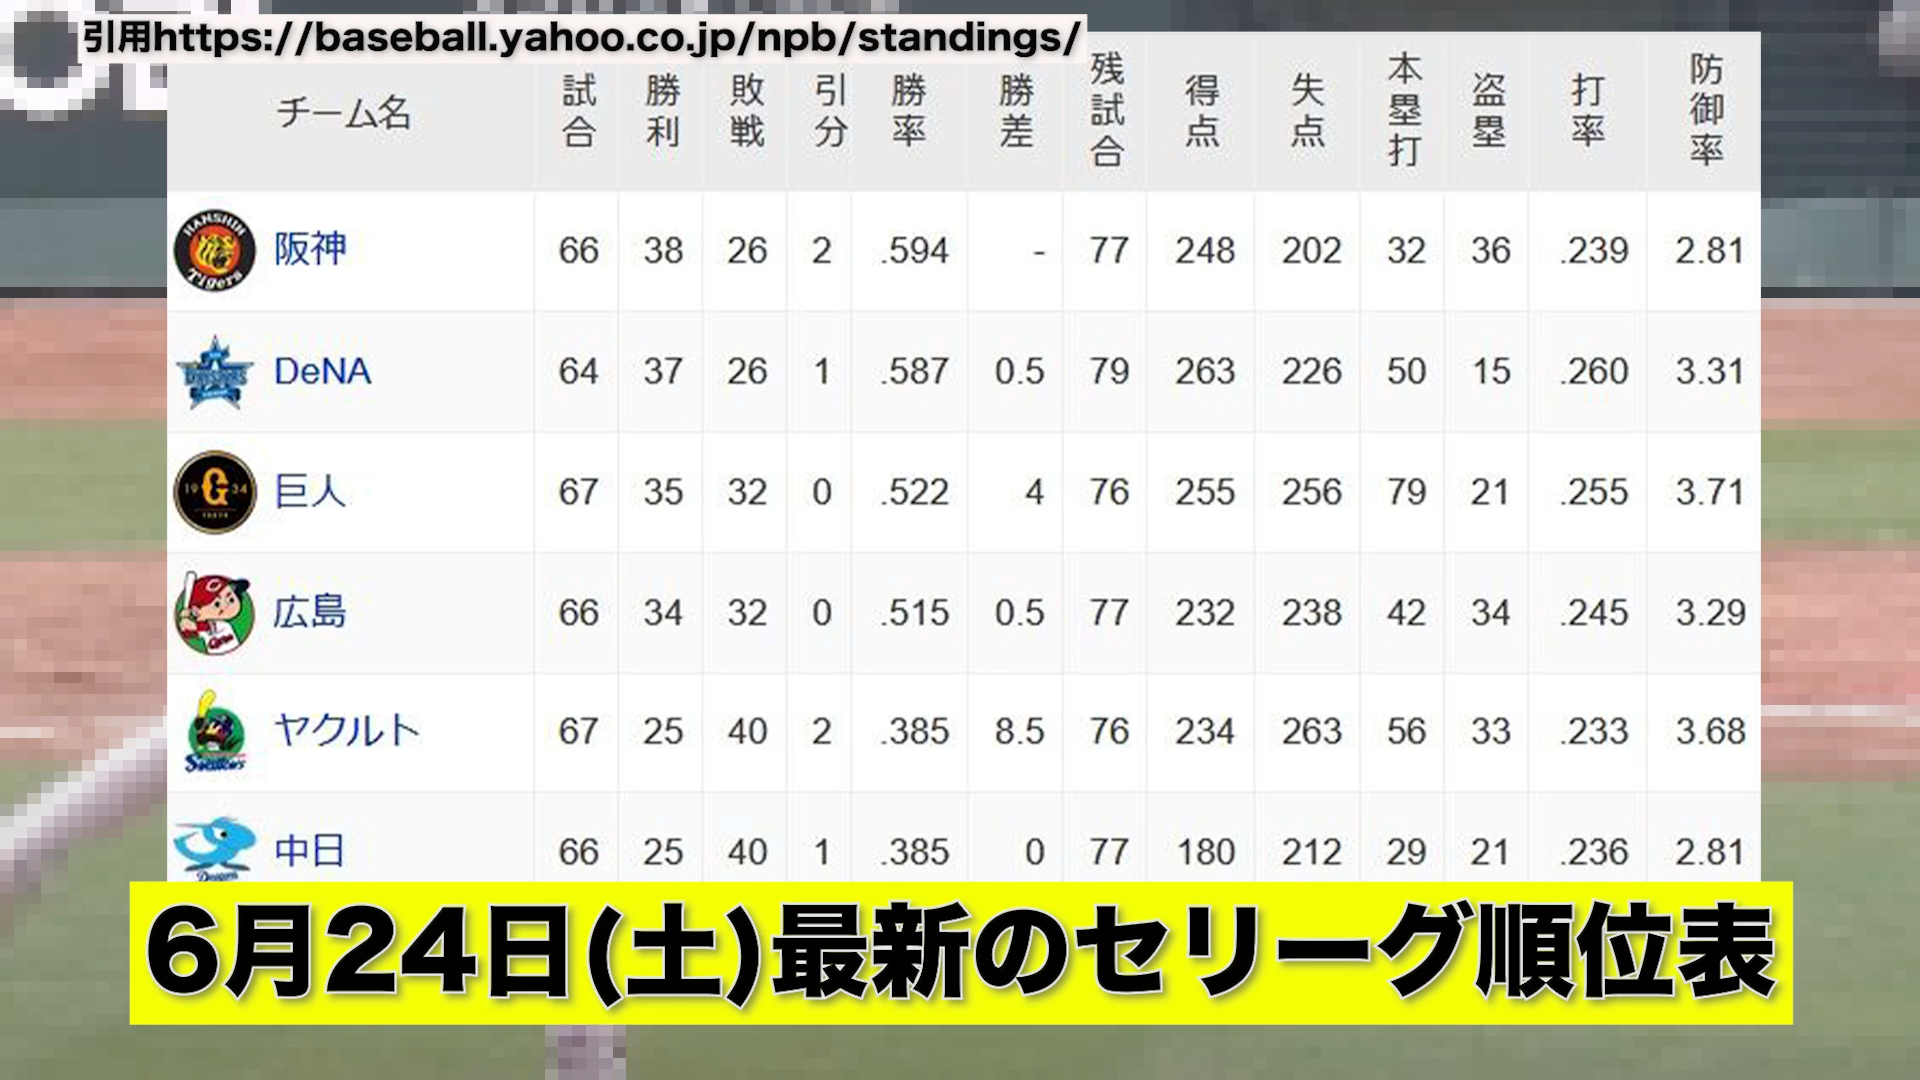 引用https://baseball.yahoo.co.jp/npb/standings/
チーム名 試合 勝利 敗戦 引分 勝率 勝差 残試合 得点 失点 本塁打 盗塁 打率 防御率
HANSHIN Tigers 阪神 66 38 26 2 .594 - 77 248 202 32 36 .239 2.81
DeNA 64 37 26 1 .587 0.5 79 263 226 50 15 .260 3.31
19 G 34 巨人 67 35 32 0 .522 4 76 255 256 79 21 .255 3.71
広島 66 34 32 0 .515 0.5 77 232 238 42 34 .245 3.29
Swallows ヤクルト 67 25 40 2 .385 8.5 76 234 263 56 33 .233 3.68
Dragons 中日 66 25 40 1 .385 0 77 180 212 29 21 .236 2.81
6月24日(土)最新のセリーグ順位表